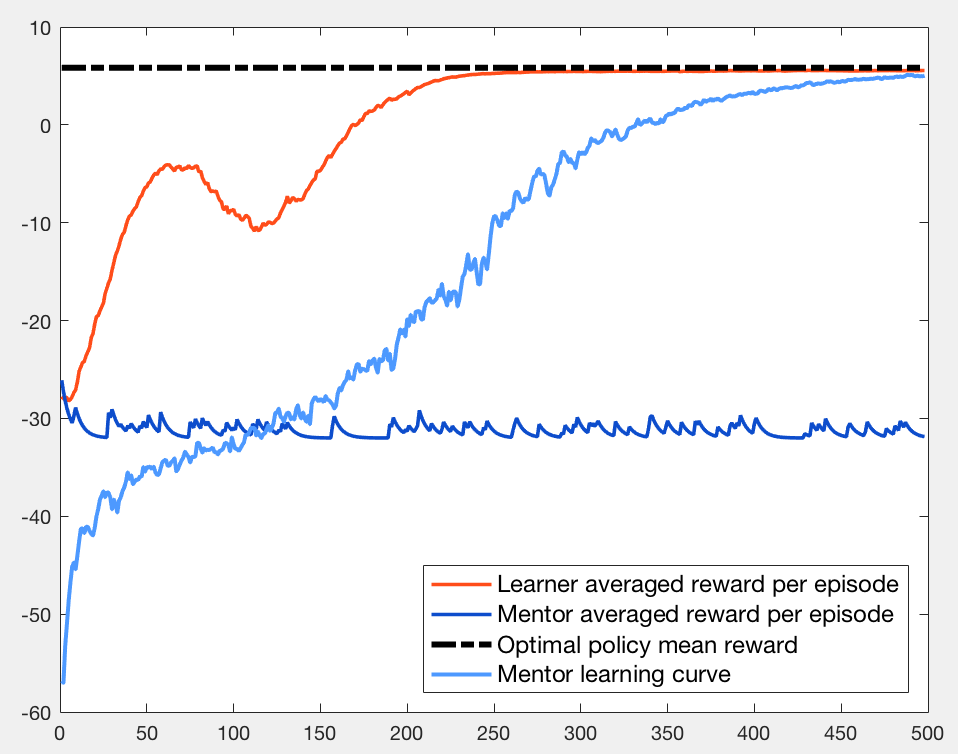 10
0
-10
-20
-30
-40
-50
-60
0 50 100 150 200 250 300 350 400 450 500
Learner averaged reward per episode
Mentor averaged reward per episode
Optimal policy mean reward
Mentor learning curve